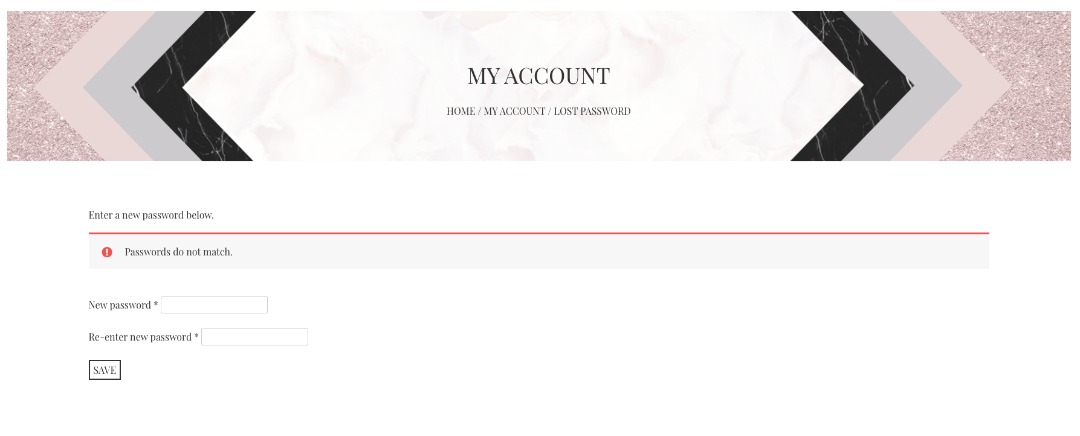 MY ACCOUNT
HOME / MY ACCOUNT / LOST PASSWORD
Enter a new password below.
Passwords do not match.
New password *
Re-enter new password *
SAVE